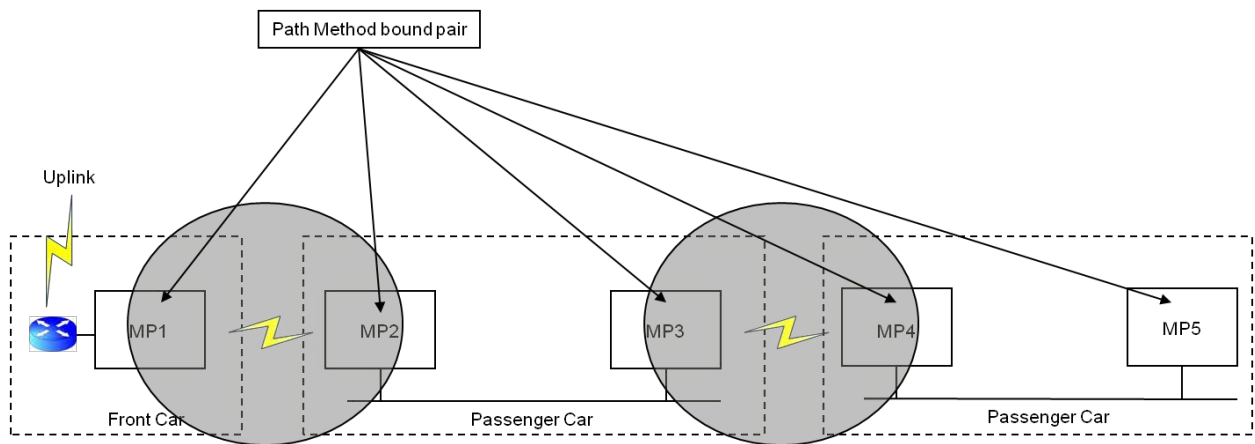 Path Method bound pair
Uplink
MP1
MP2
MP3
MP4
MP5
Front Car
Passenger Car
Passenger Car